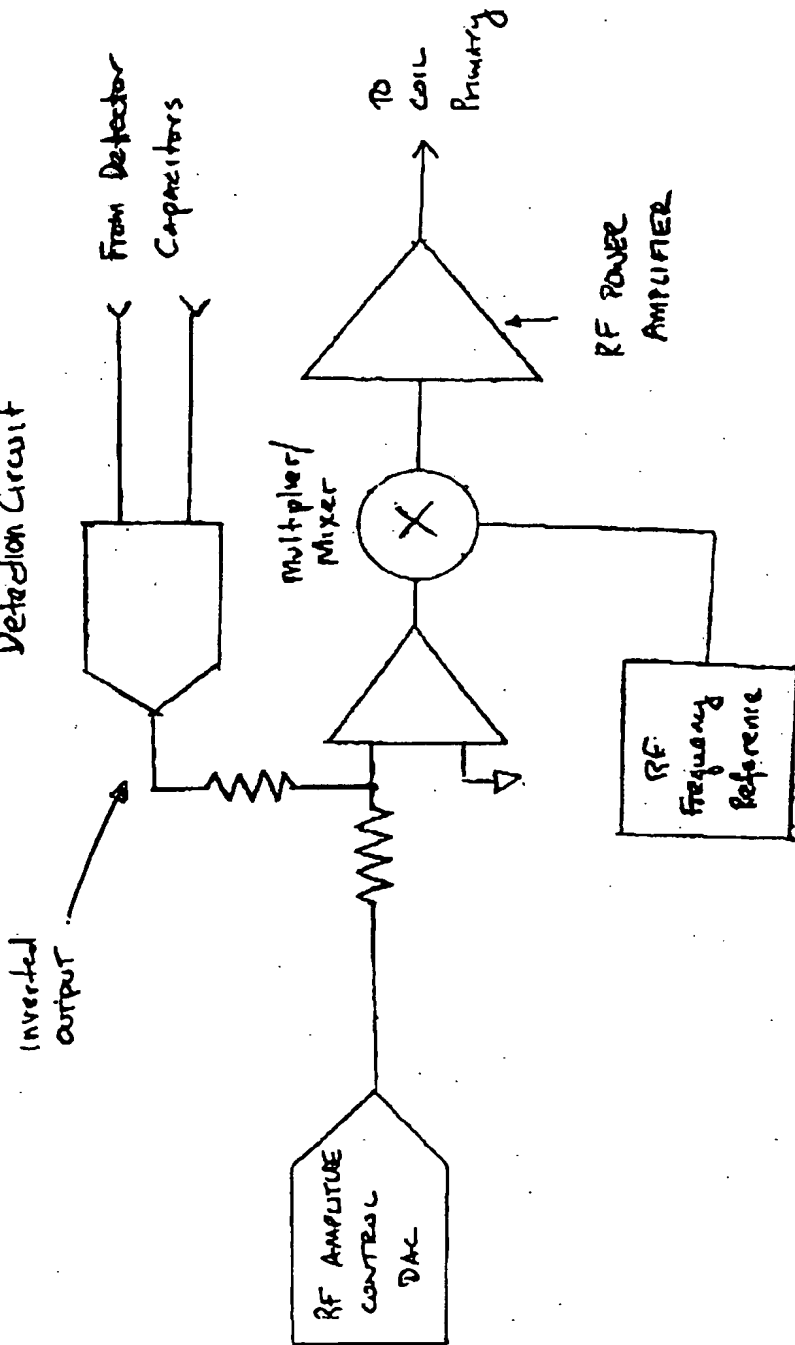 Detection Circuit
From Detector
Capacitors
Inverted
output
Multiplier/
Mixer
TO
COIL
Primary
RF POWER
AMPLIFIER
RF AMPLITUDE
CONTROL
DAC
RF
Frequency
Reference